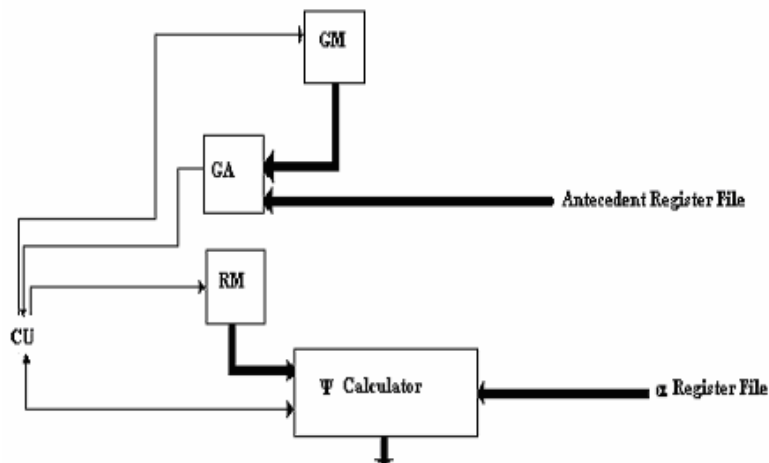 GM
GA
Antecedent Register File
RM
CU
Ψ Calculator
α Register File